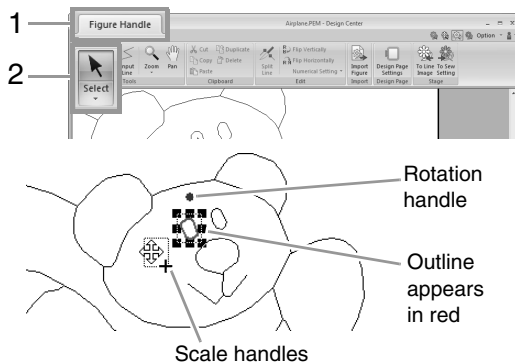 1
Figure Handle
Airplane.PEM - Design Center
Option
2
Select
Input Line
Zoom
Pan
Tools
Cut
Copy
Paste
Duplicate
Delete
Clipboard
Split Line
Flip Vertically
Flip Horizontally
Numerical Setting
Edit
Import Figure
Import
Design Page Settings
Design Page
To Line Image
To Sew Setting
Stage
Rotation
handle
Outline
appears
in red
Scale handles